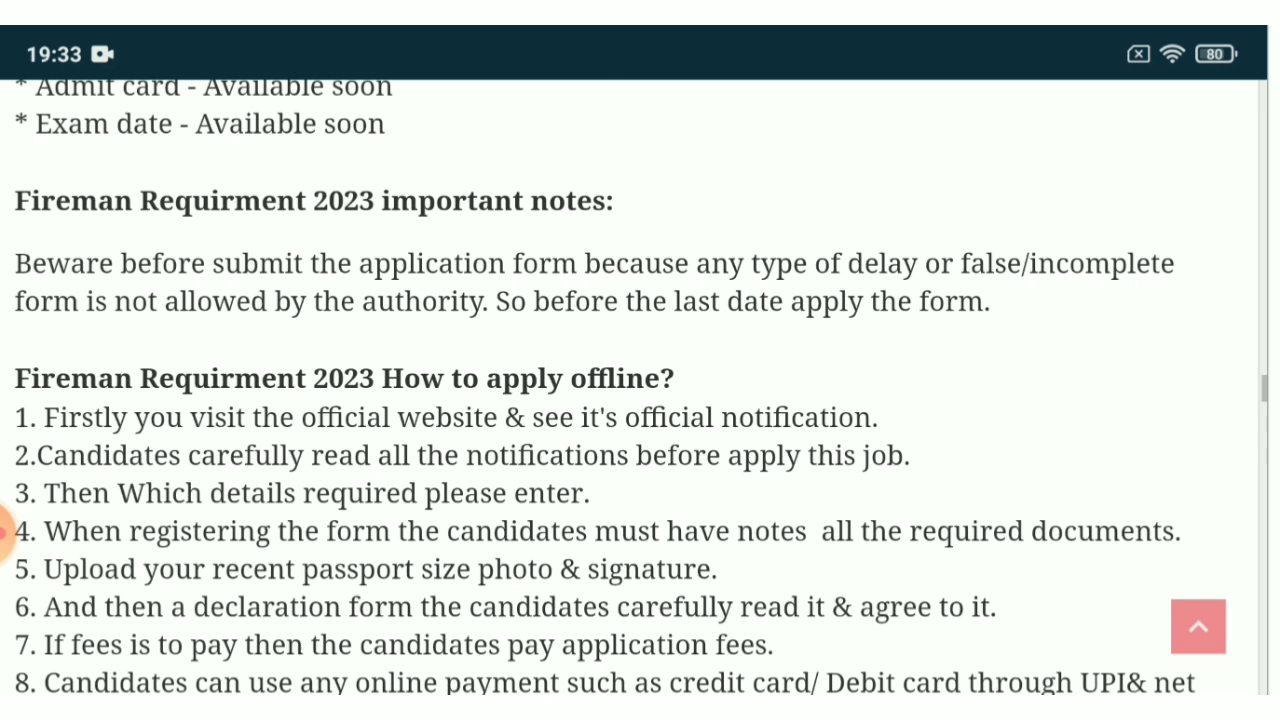 19:33
80
* Admit card - Available soon
* Exam date - Available soon
Fireman Requirment 2023 important notes:
Beware before submit the application form because any type of delay or false/incomplete
form is not allowed by the authority. So before the last date apply the form.
Fireman Requirment 2023 How to apply offline?
1. Firstly you visit the official website & see it's official notification.
2.Candidates carefully read all the notifications before apply this job.
3. Then Which details required please enter.
4. When registering the form the candidates must have notes  all the required documents.
5. Upload your recent passport size photo & signature.
6. And then a declaration form the candidates carefully read it & agree to it.
7. If fees is to pay then the candidates pay application fees.
8. Candidates can use any online payment such as credit card/ Debit card through UPI& net